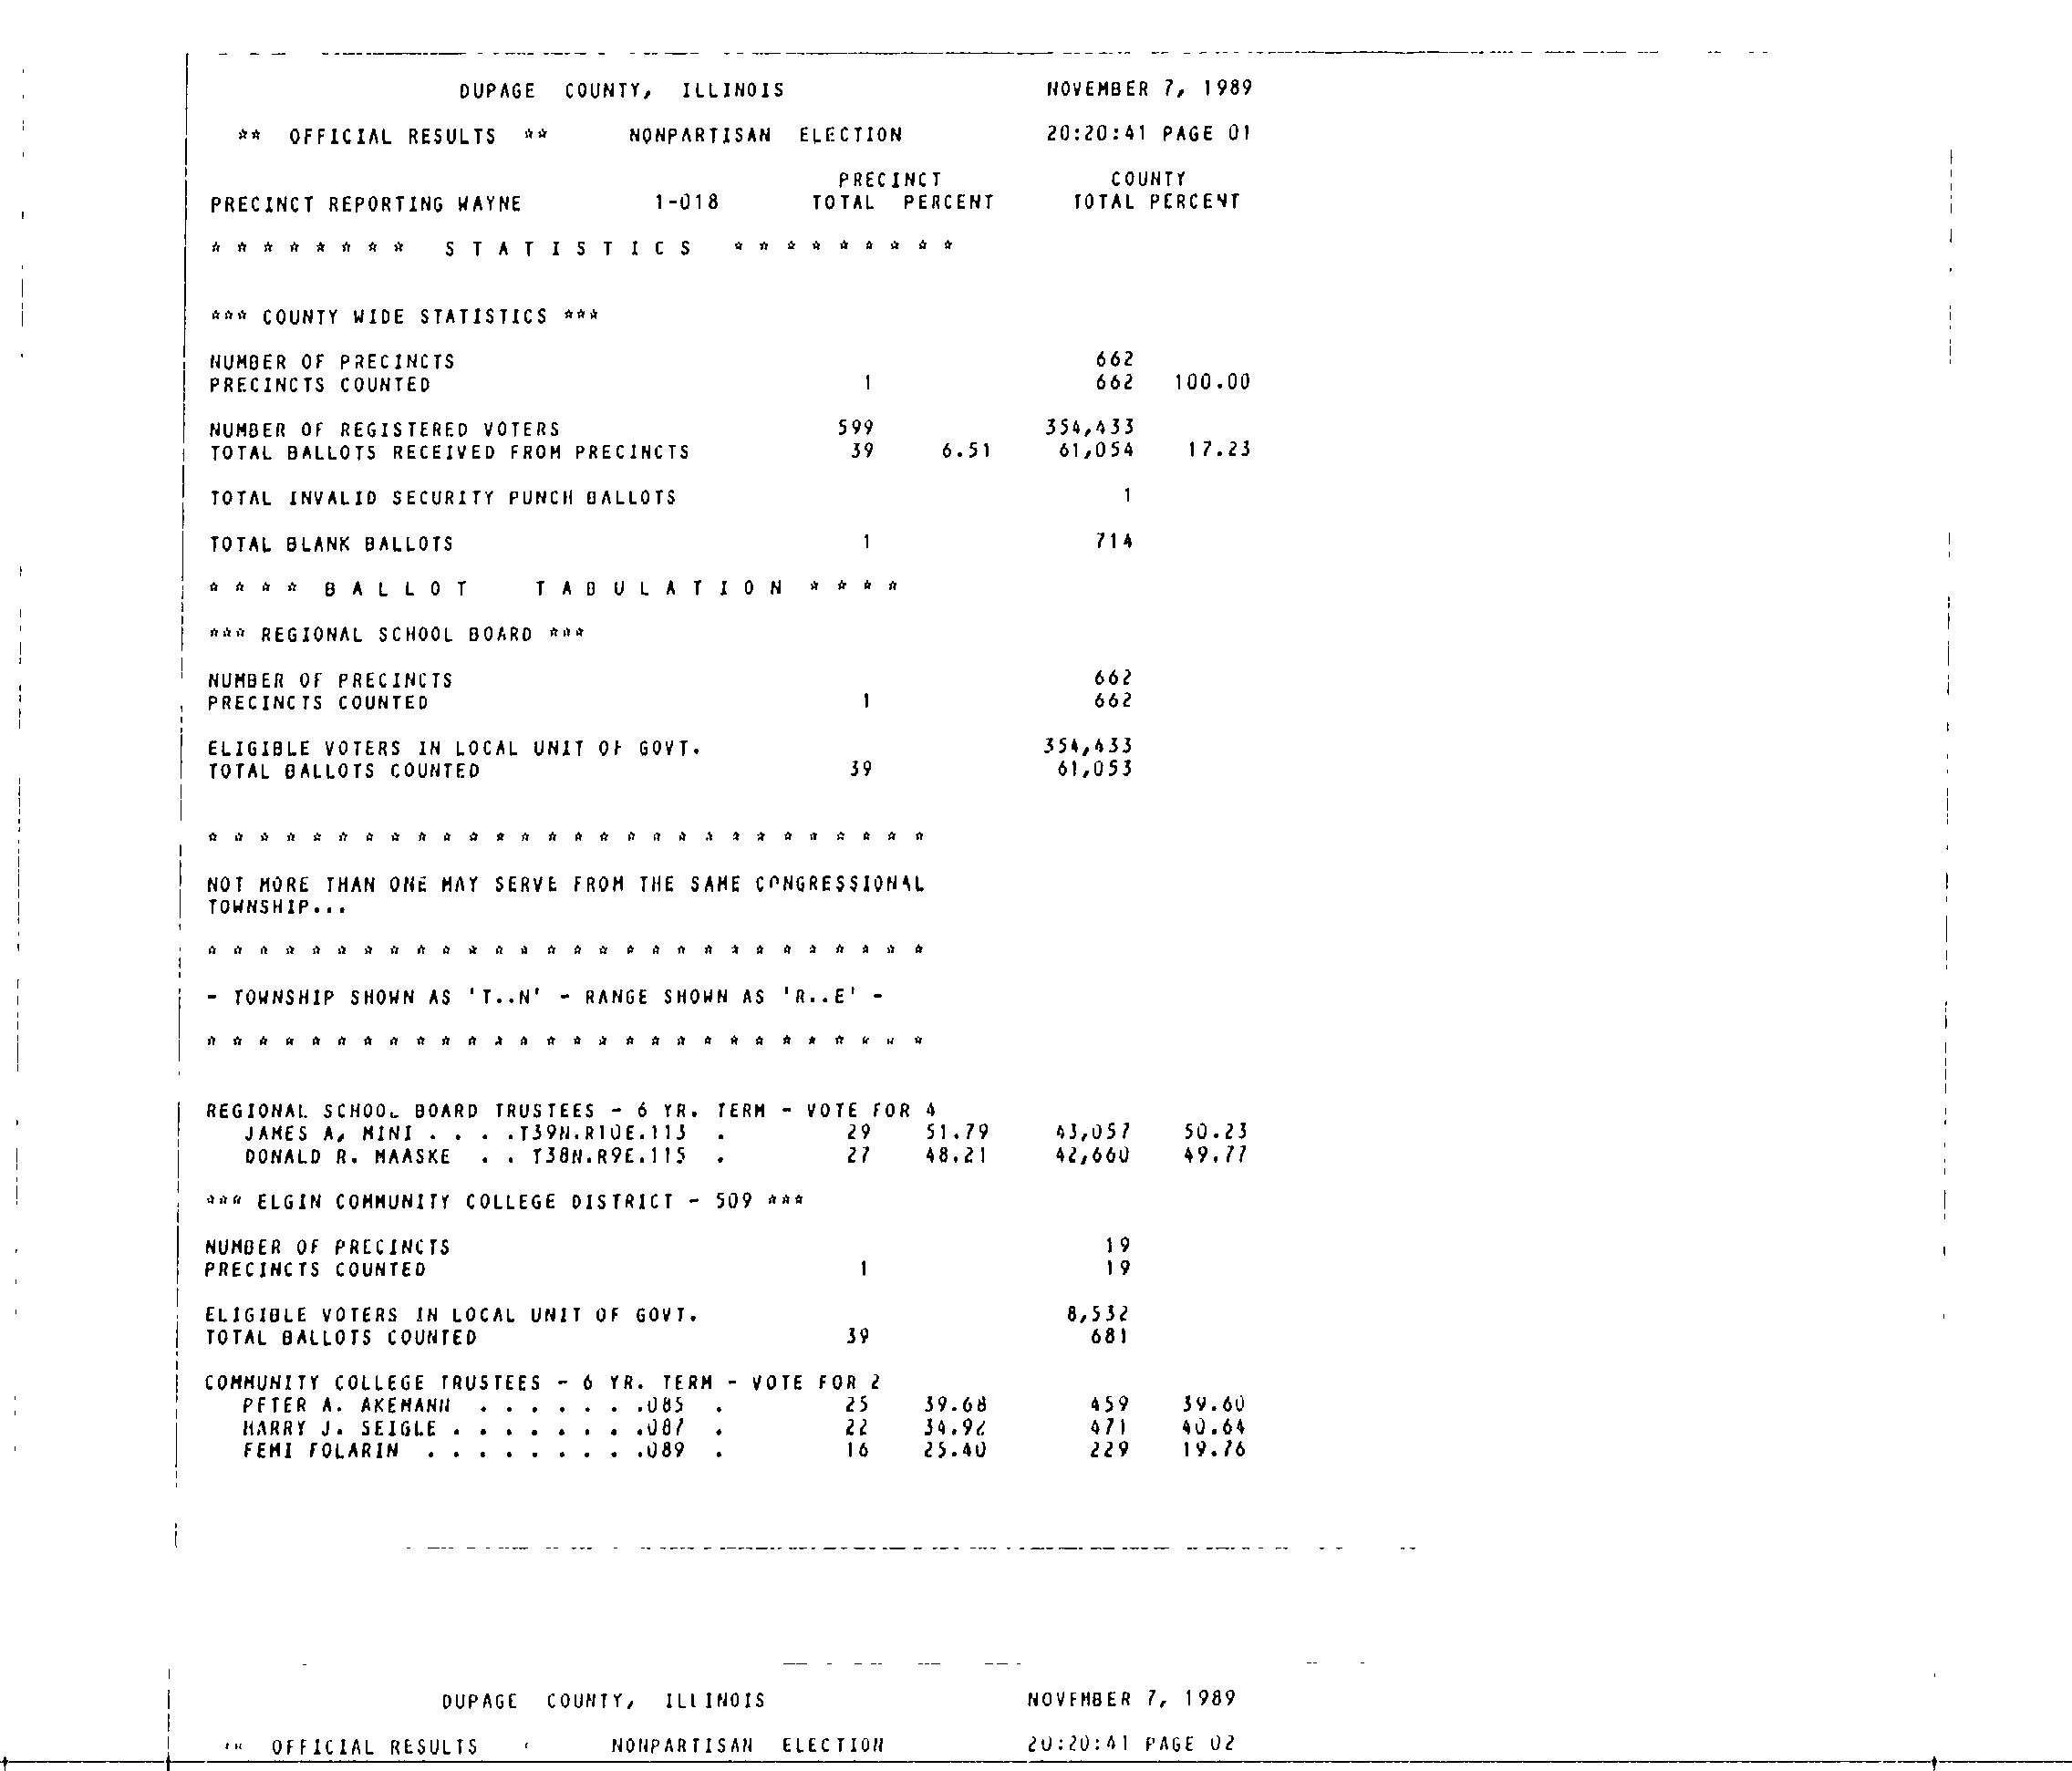 DUPAGE COUNTY, ILLINOIS NOVEMBER 7, 1989
** OFFICIAL RESULTS ** NONPARTISAN ELECTION 20:20:41 PAGE 01
PRECINCT COUNTY
PRECINCT REPORTING WAYNE 1-018 TOTAL PERCENT TOTAL PERCENT
* * * * * * * * S T A T I S T I C S * * * * * * * * *
*** COUNTY WIDE STATISTICS ***
NUMBER OF PRECINCTS 662
PRECINCTS COUNTED 1 662 100.00
NUMBER OF REGISTERED VOTERS 599 354,433
TOTAL BALLOTS RECEIVED FROM PRECINCTS 39 6.51 61,054 17.23
TOTAL INVALID SECURITY PUNCH BALLOTS 1
TOTAL BLANK BALLOTS 1 714
* * * * B A L L O T T A B U L A T I O N * * * *
*** REGIONAL SCHOOL BOARD ***
NUMBER OF PRECINCTS 662
PRECINCTS COUNTED 1 662
ELIGIBLE VOTERS IN LOCAL UNIT OF GOVT. 354,433
TOTAL BALLOTS COUNTED 39 61,053
* * * * * * * * * * * * * * * * * * * * * * * * * * * *
NOT MORE THAN ONE MAY SERVE FROM THE SAME CONGRESSIONAL
TOWNSHIP...
* * * * * * * * * * * * * * * * * * * * * * * * * * * *
- TOWNSHIP SHOWN AS 'T..N' - RANGE SHOWN AS 'R..E' -
* * * * * * * * * * * * * * * * * * * * * * * * * * * *
REGIONAL SCHOOL BOARD TRUSTEES - 6 YR. TERM - VOTE FOR 4
JAMES A. MINI . . . .T39N.R10E.113 . 29 51.79 43,057 50.23
DONALD R. MAASKE . . T38N.R9E.115 . 27 48.21 42,660 49.77
*** ELGIN COMMUNITY COLLEGE DISTRICT - 509 ***
NUMBER OF PRECINCTS 19
PRECINCTS COUNTED 1 19
ELIGIBLE VOTERS IN LOCAL UNIT OF GOVT. 8,532
TOTAL BALLOTS COUNTED 39 681
COMMUNITY COLLEGE TRUSTEES - 6 YR. TERM - VOTE FOR 2
PETER A. AKEMANN . . . . . . .085 . 25 39.68 459 39.60
HARRY J. SEIGLE . . . . . . . .087 . 22 34.92 471 40.64
FEMI FOLARIN . . . . . . . . .089 . 16 25.40 229 19.76
DUPAGE COUNTY, ILLINOIS NOVEMBER 7, 1989
OFFICIAL RESULTS NONPARTISAN ELECTION 20:20:41 PAGE 02